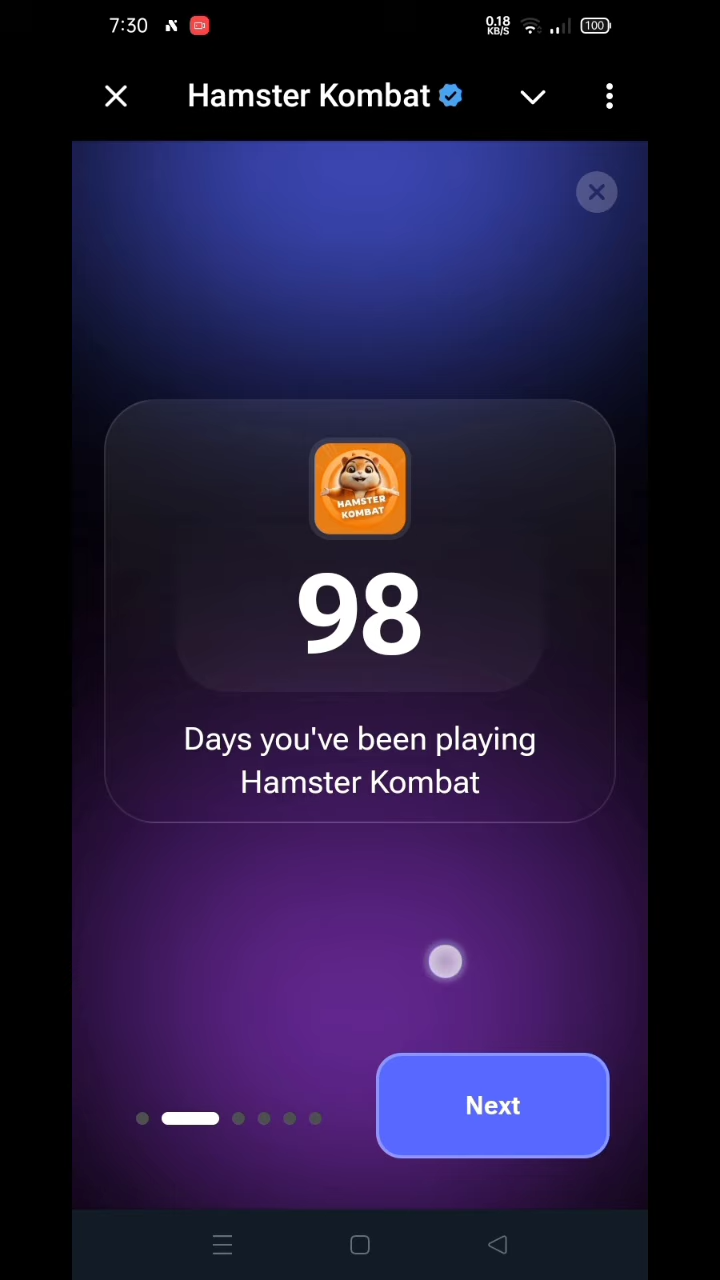 7:30
0.18
KB/S
100
Hamster Kombat
HAMSTER
KOMBAT
98
Days you've been playing
Hamster Kombat
Next